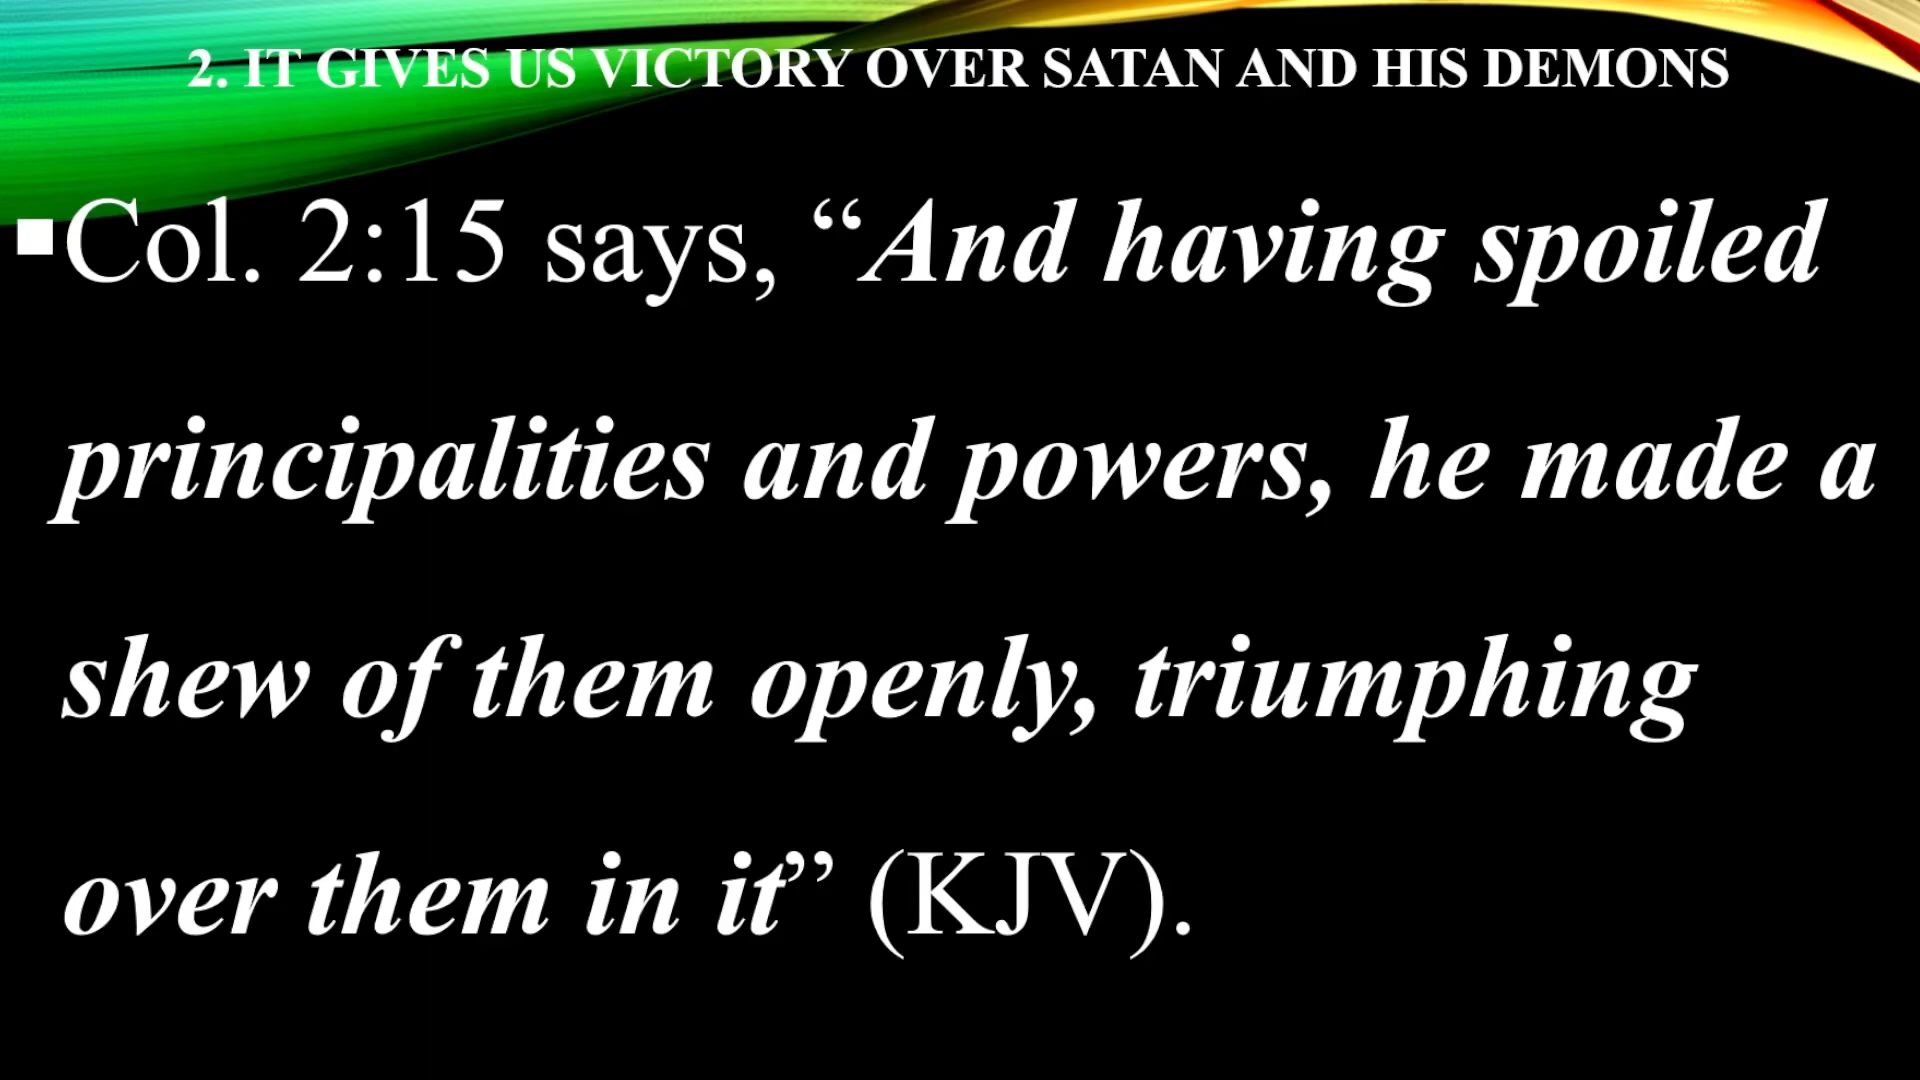 2. IT GIVES US VICTORY OVER SATAN AND HIS DEMONS
▪Col. 2:15 says, “And having spoiled
principalities and powers, he made a
shew of them openly, triumphing
over them in it” (KJV).